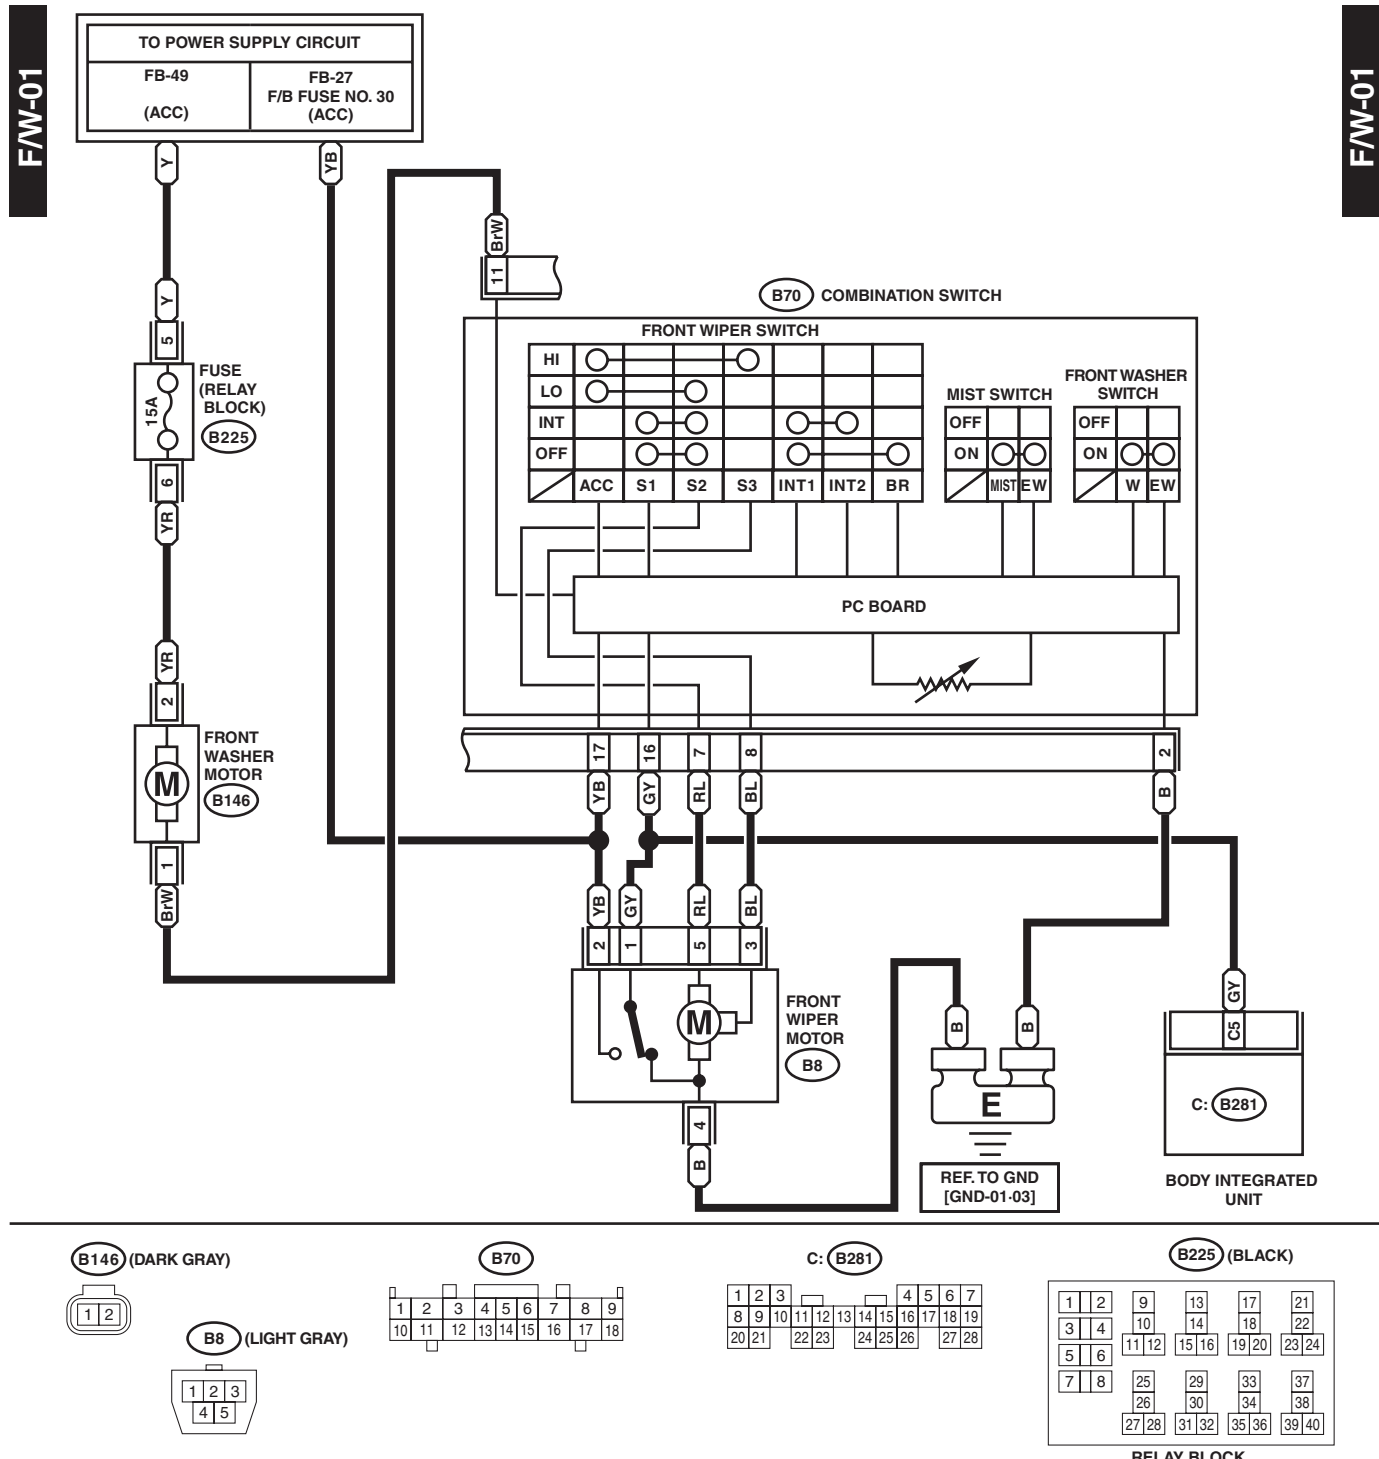 F/W-01
F/W-01
TO POWER SUPPLY CIRCUIT
FB-49
(ACC)
FB-27
F/B FUSE NO. 30
(ACC)
Y
YB
BrW
11
Y
5
15A
FUSE
(RELAY
BLOCK)
B225
6
YR
YR
2
M
FRONT
WASHER
MOTOR
B146
1
BrW
B70 COMBINATION SWITCH
FRONT WIPER SWITCH
HI
LO
INT
OFF
ACC S1 S2 S3 INT1 INT2 BR
MIST SWITCH
OFF
ON
MIST EW
FRONT WASHER
SWITCH
OFF
ON
W EW
PC BOARD
17 16 7 8 2
YB GY RL BL B
YB GY RL BL
2 1 5 3
M
FRONT
WIPER
MOTOR
B8
4
B
B B
E
REF. TO GND
[GND-01·03]
GY
C5
C: B281
BODY INTEGRATED
UNIT
B146 (DARK GRAY)
1 2
B8 (LIGHT GRAY)
1 2 3
4 5
B70
1 2 3 4 5 6 7 8 9
10 11 12 13 14 15 16 17 18
C: B281
1 2 3 4 5 6 7
8 9 10 11 12 13 14 15 16 17 18 19
20 21 22 23 24 25 26 27 28
B225 (BLACK)
1 2 9 13 17 21
3 4 10 14 18 22
5 6 11 12 15 16 19 20 23 24
7 8 25 29 33 37
26 30 34 38
27 28 31 32 35 36 39 40
RELAY BLOCK